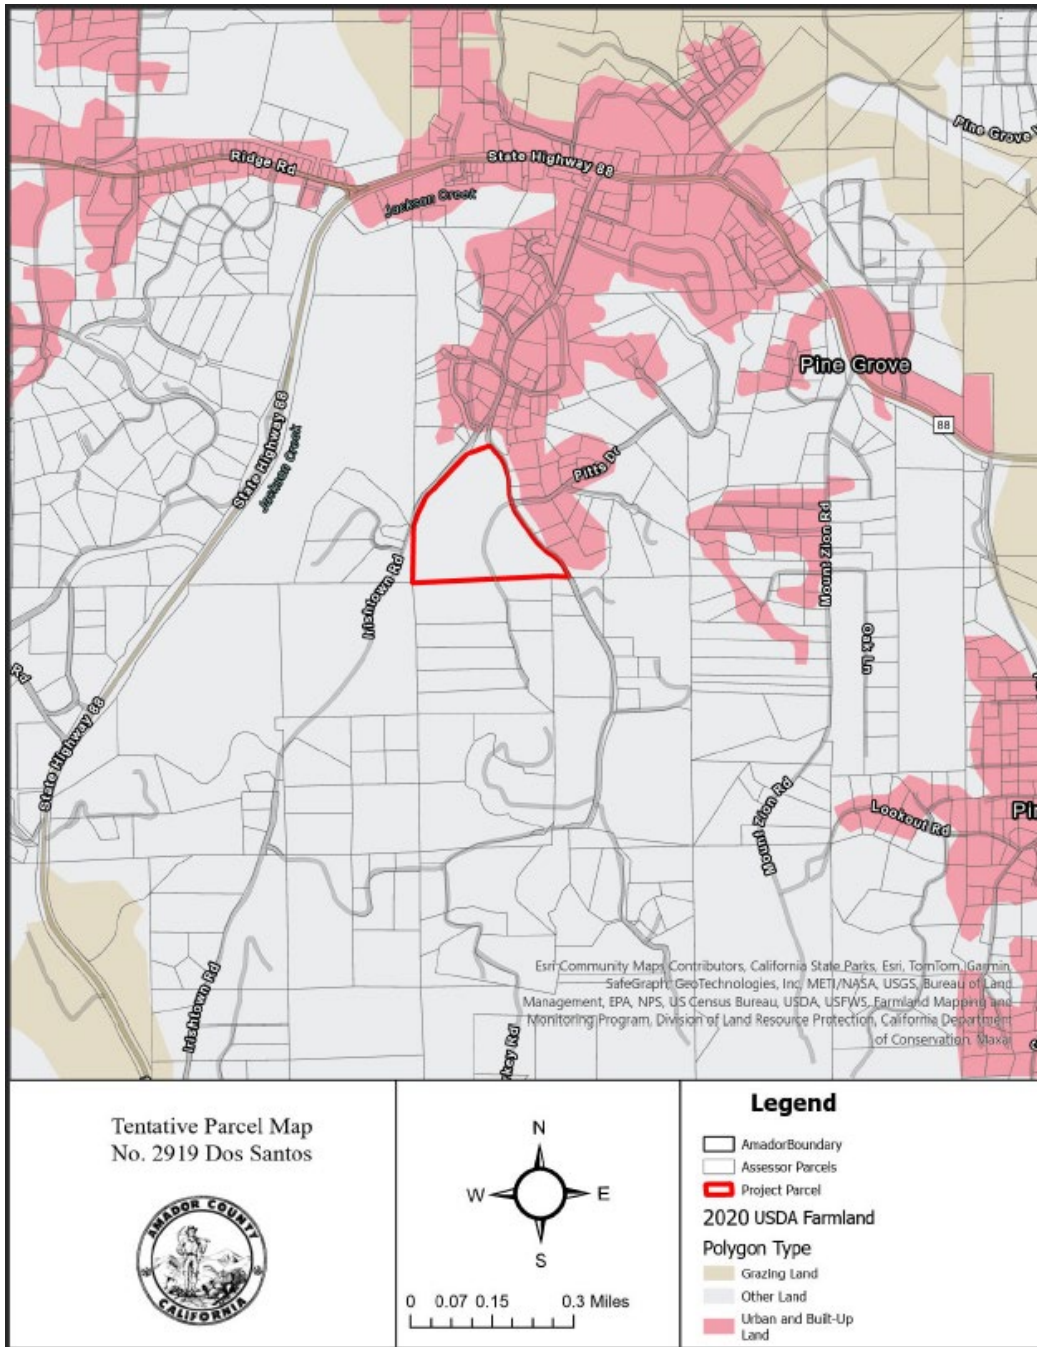 Pine Grove
Ridge Rd
State Highway 88
Jackson Creek
Pine Grove
88
State Highway 88
Jackson Creek
Pitts Dr
Mount Zion Rd
Irishtown Rd
Oak Ln
Rd
State Highway 88
Mount Zion Rd
Lookout Rd
Irishtown Rd
Esri Community Maps Contributors, California State Parks, Esri, TomTom, Garmin,
SafeGraph, GeoTechnologies, Inc, METI/NASA, USGS, Bureau of Land
Management, EPA, NPS, US Census Bureau, USDA, USFWS, Farmland Mapping and
Monitoring Program, Division of Land Resource Protection, California Department
of Conservation, Maxar
Tentative Parcel Map
No. 2919 Dos Santos
AMADOR COUNTY
CALIFORNIA
N
W E
S
0 0.07 0.15 0.3 Miles
Legend
AmadorBoundary
Assessor Parcels
Project Parcel
2020 USDA Farmland
Polygon Type
Grazing Land
Other Land
Urban and Built-Up
Land